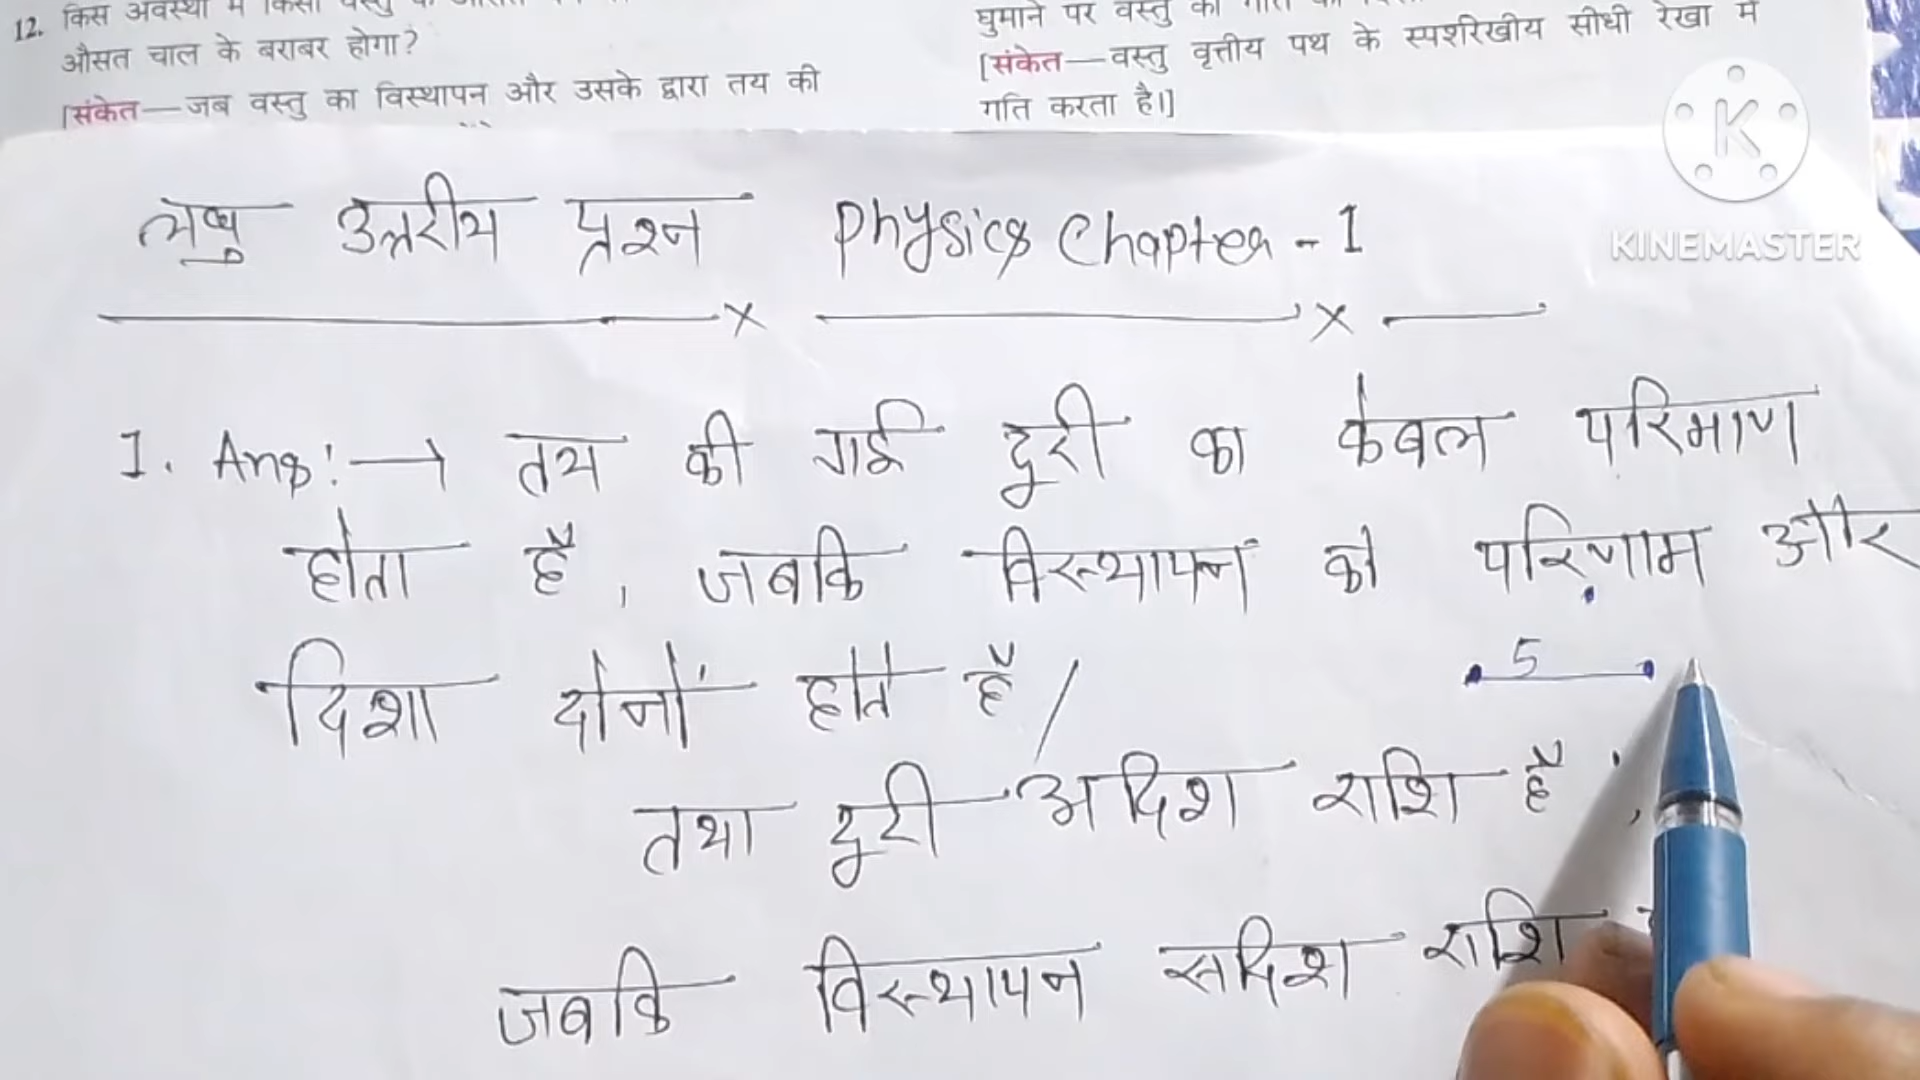 12. किस अवस्था में किसी वस्तु के औसत
औसत चाल के बराबर होगा?
[संकेत—जब वस्तु का विस्थापन और उसके द्वारा तय की
घुमाने पर वस्तु की गति
[संकेत—वस्तु वृत्तीय पथ के स्पर्शरेखीय सीधी रेखा में
गति करता है।]
K
KINEMASTER
लघु उत्तरीय प्रश्न Physics Chapter - 1
1. Ans:→ तय की गई दूरी का केवल परिमाण
होता है, जबकि विस्थापन को परिणाम और
दिशा दोनों होते है/
5
तथा दूरी अदिश राशि है,
जबकि विस्थापन सदिश राशि